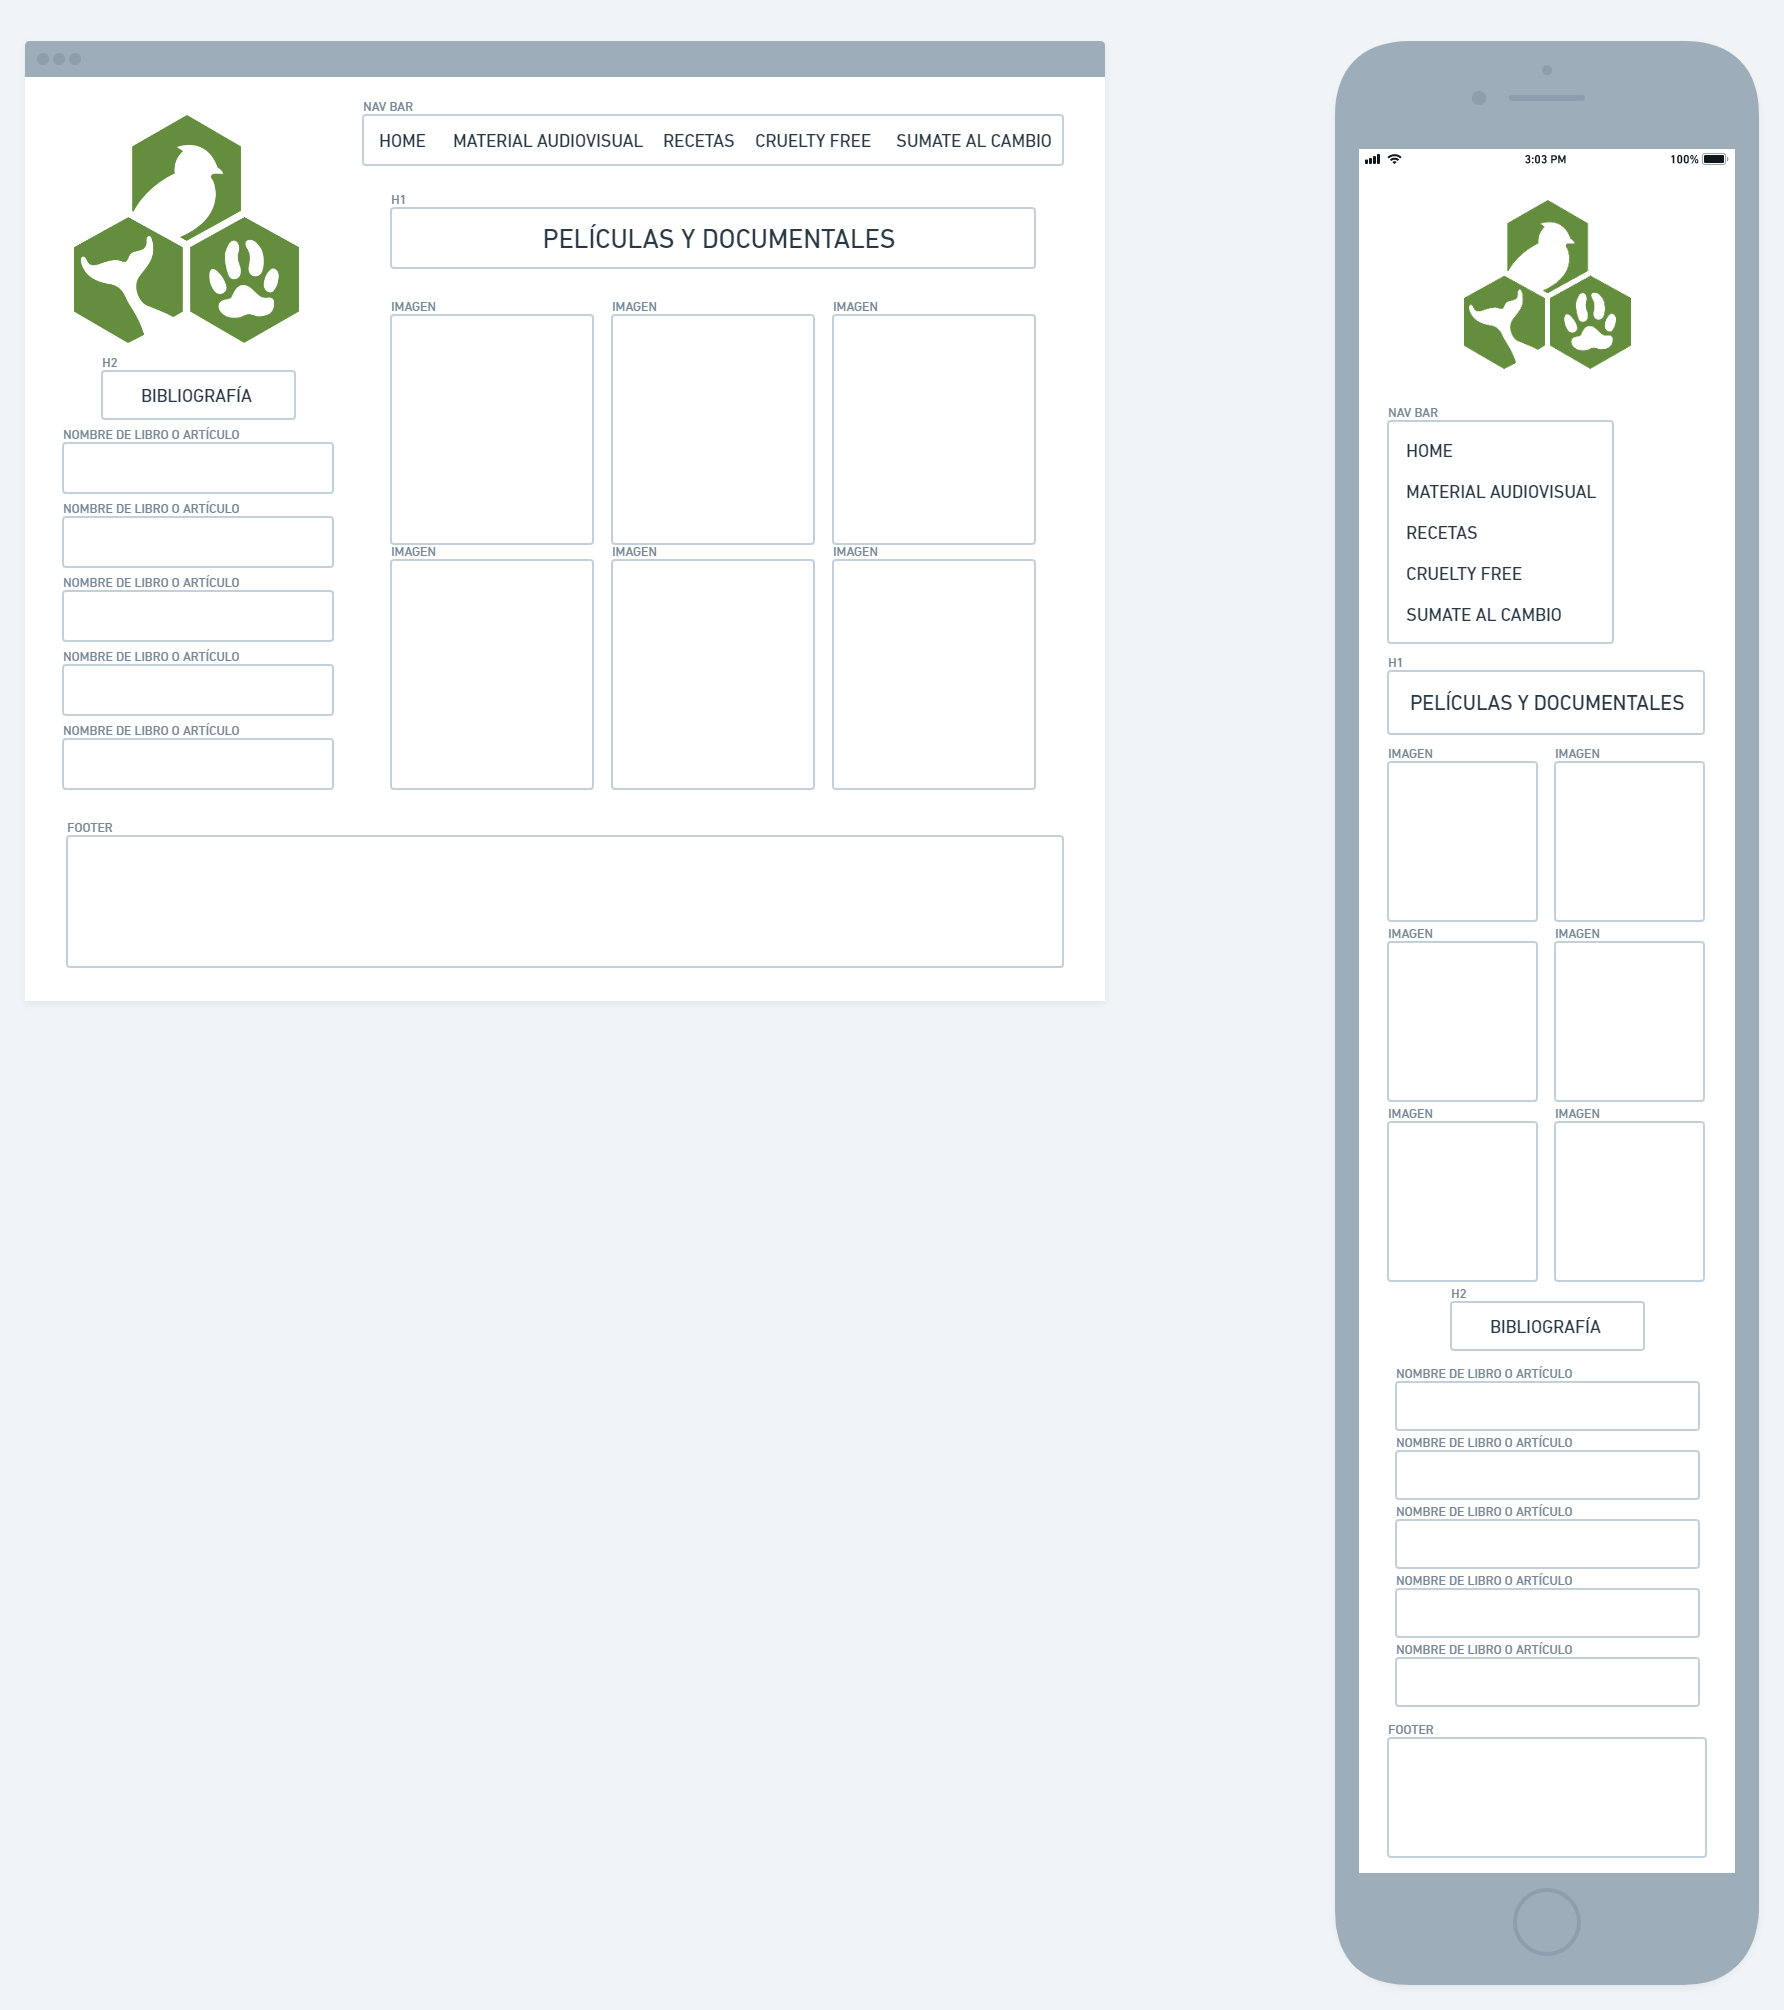 NAV BAR
HOME MATERIAL AUDIOVISUAL RECETAS CRUELTY FREE SUMATE AL CAMBIO
H1
PELÍCULAS Y DOCUMENTALES
IMAGEN IMAGEN IMAGEN
IMAGEN IMAGEN IMAGEN
H2
BIBLIOGRAFÍA
NOMBRE DE LIBRO O ARTÍCULO
NOMBRE DE LIBRO O ARTÍCULO
NOMBRE DE LIBRO O ARTÍCULO
NOMBRE DE LIBRO O ARTÍCULO
NOMBRE DE LIBRO O ARTÍCULO
FOOTER
3:03 PM 100%
NAV BAR
HOME
MATERIAL AUDIOVISUAL
RECETAS
CRUELTY FREE
SUMATE AL CAMBIO
H1
PELÍCULAS Y DOCUMENTALES
IMAGEN IMAGEN
IMAGEN IMAGEN
IMAGEN IMAGEN
H2
BIBLIOGRAFÍA
NOMBRE DE LIBRO O ARTÍCULO
NOMBRE DE LIBRO O ARTÍCULO
NOMBRE DE LIBRO O ARTÍCULO
NOMBRE DE LIBRO O ARTÍCULO
NOMBRE DE LIBRO O ARTÍCULO
FOOTER